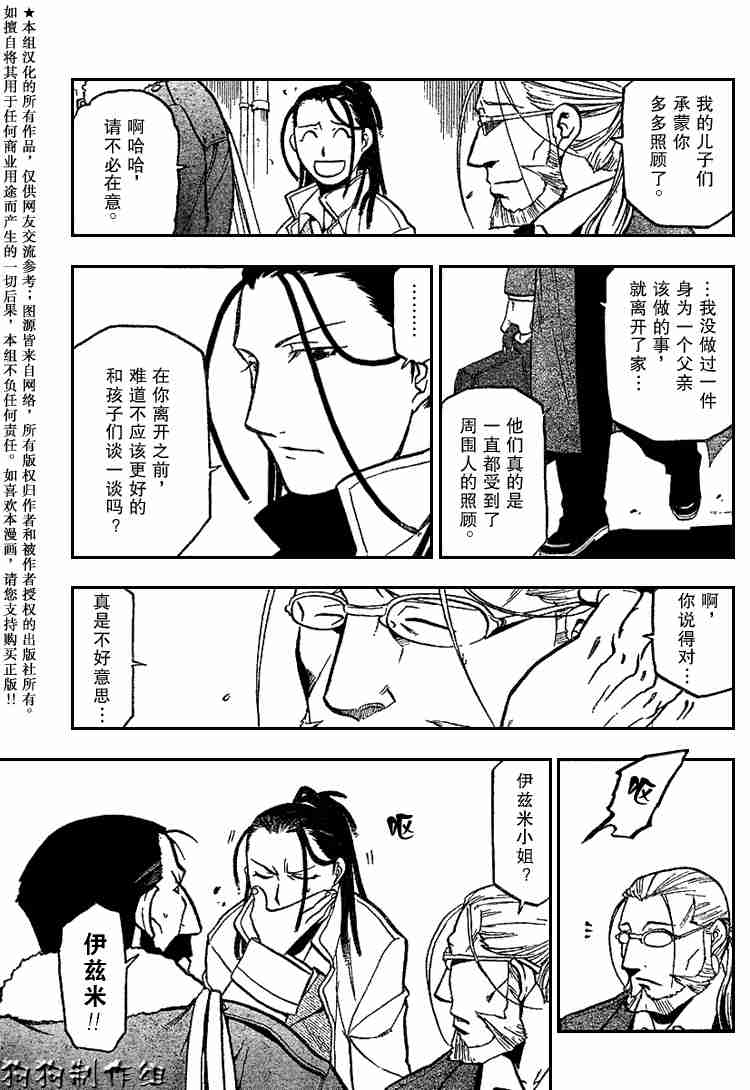 ★本组汉化的所有作品，仅供网友交流参考；图源皆来自网络，所有版权归作者和被作者授权的出版社所有。
如擅自将其用于任何商业用途而产生的一切后果，本组不负任何责任。如喜欢本漫画，请您支持购买正版!!
我的儿子们
承蒙你
多多照顾了。
啊哈哈，
请不必在意。
…我没做过一件
身为一个父亲
该做的事，
就离开了家…
他们真的是
一直都受到了
周围人的照顾。
………
在你离开之前，
难道不应该更好的
和孩子们谈一谈吗？
啊，
你说得对…
真是不好意思…
呕
伊兹米小姐？
呕
伊兹米!!
狗狗制作组